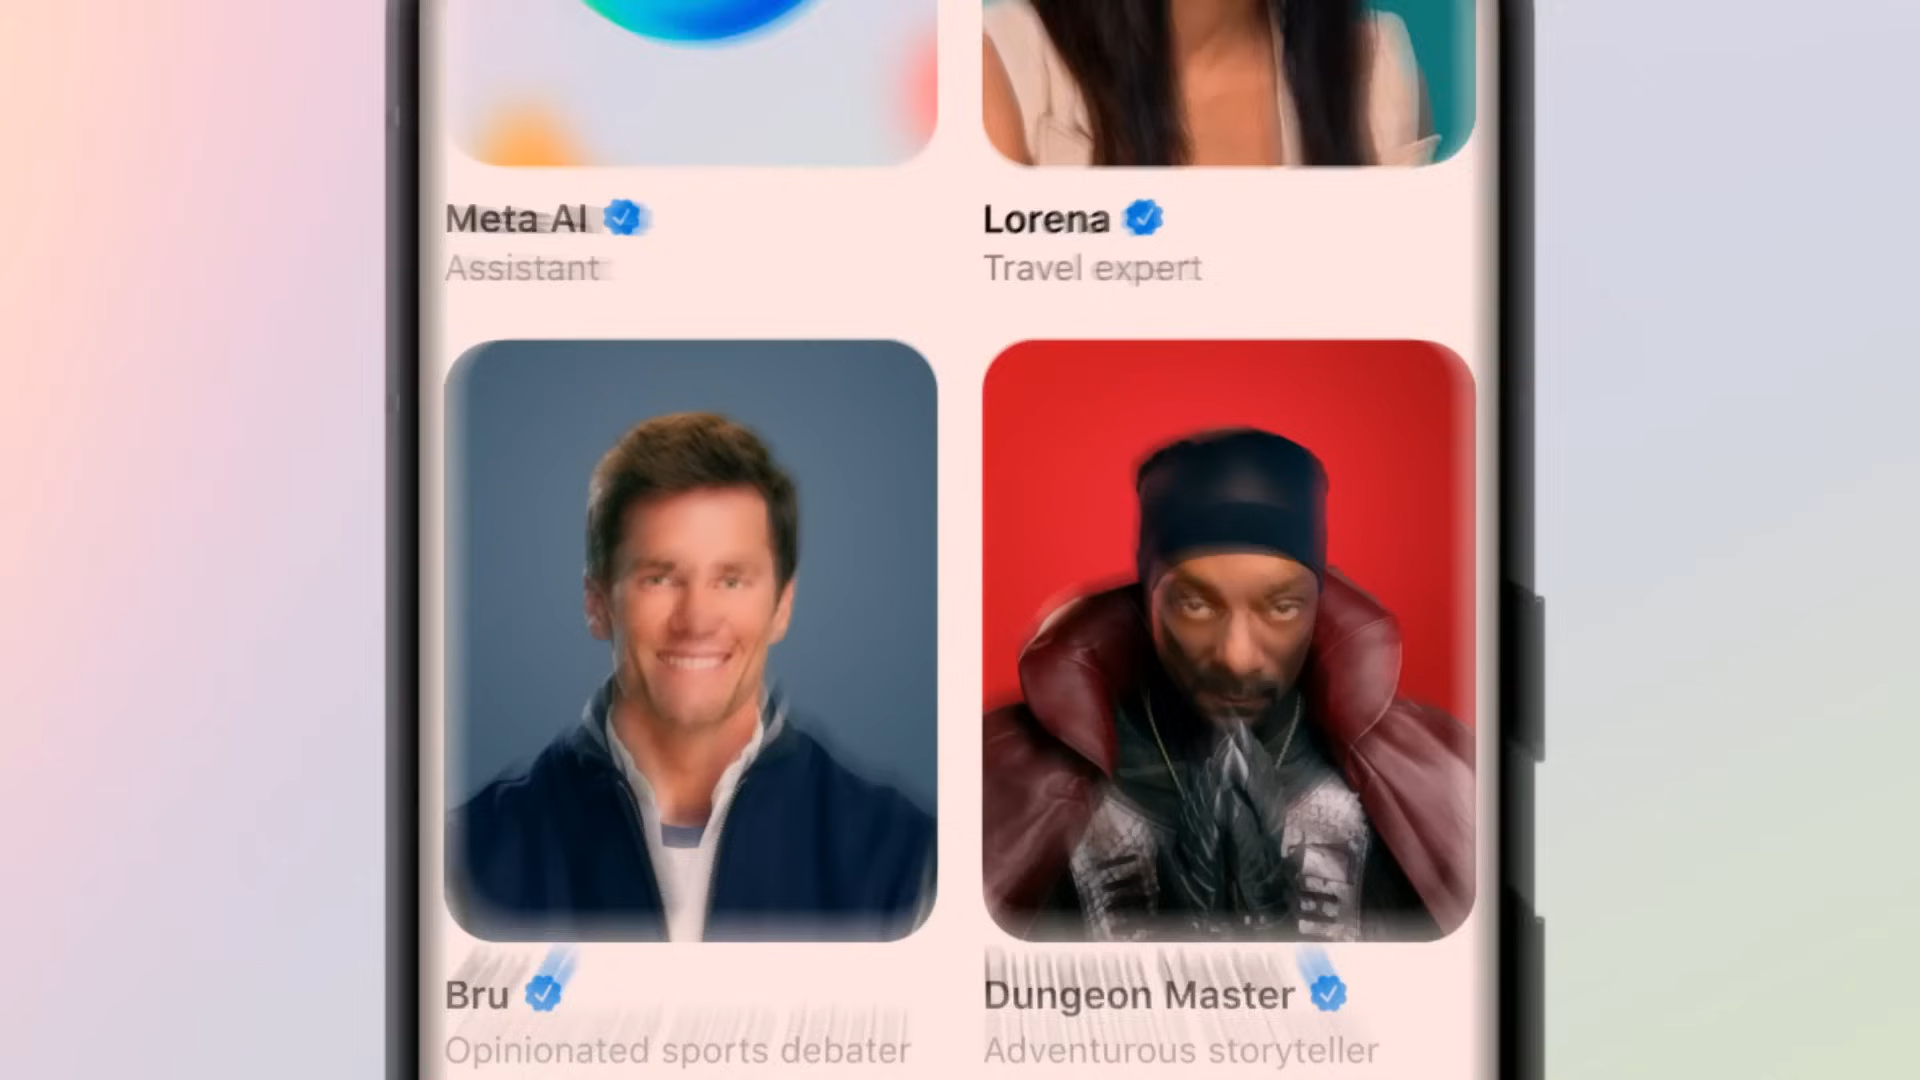 Meta AI
Lorena
Assistant
Travel expert
Bru
Dungeon Master
Opinionated sports debater
Adventurous storyteller